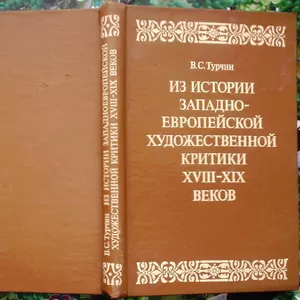 В.С.Турчин
ИЗ ИСТОРИИ
ЗАПАДНО-
ЕВРОПЕЙСКОЙ
ХУДОЖЕСТВЕННОЙ
КРИТИКИ
XVIII–XIX
ВЕКОВ
В.С.Турчин ИЗ ИСТОРИИ ЗАПАДНОЕВРОПЕЙСКОЙ
ХУДОЖЕСТВЕННОЙ КРИТИКИ XVIII–XIX ВЕКОВ